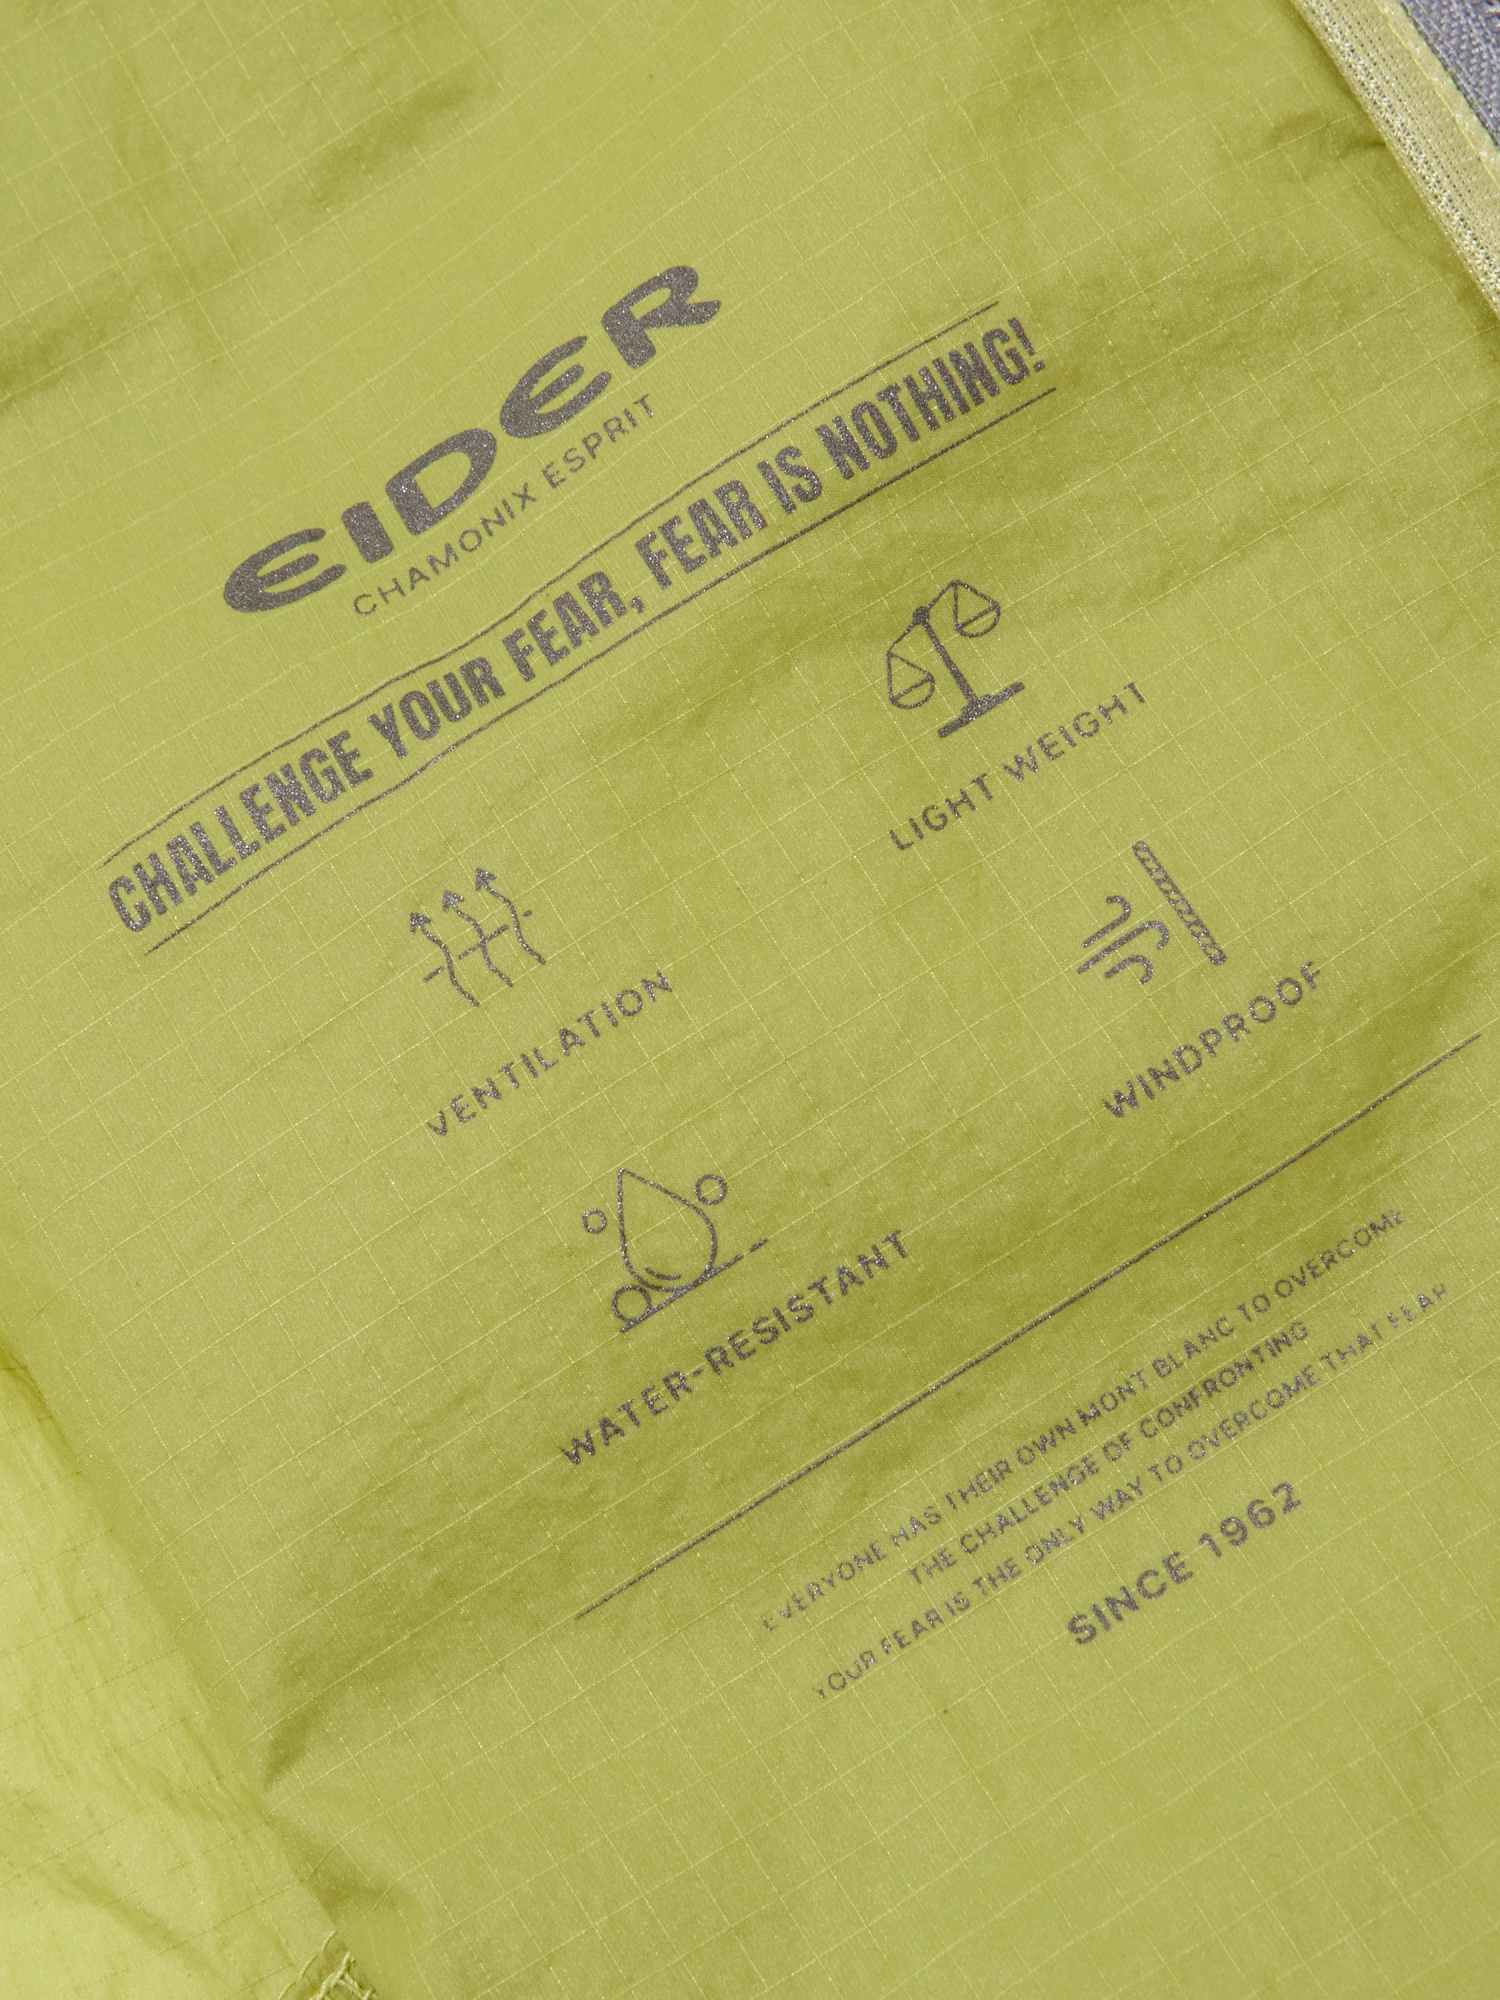 EIDER
CHAMONIX ESPRIT
CHALLENGE YOUR FEAR, FEAR IS NOTHING!
LIGHT WEIGHT
VENTILATION
WINDPROOF
WATER-RESISTANT
EVERYONE HAS THEIR OWN MONT BLANC TO OVERCOME
THE CHALLENGE OF CONFRONTING
YOUR FEAR IS THE ONLY WAY TO OVERCOME THAT FEAR
SINCE 1962